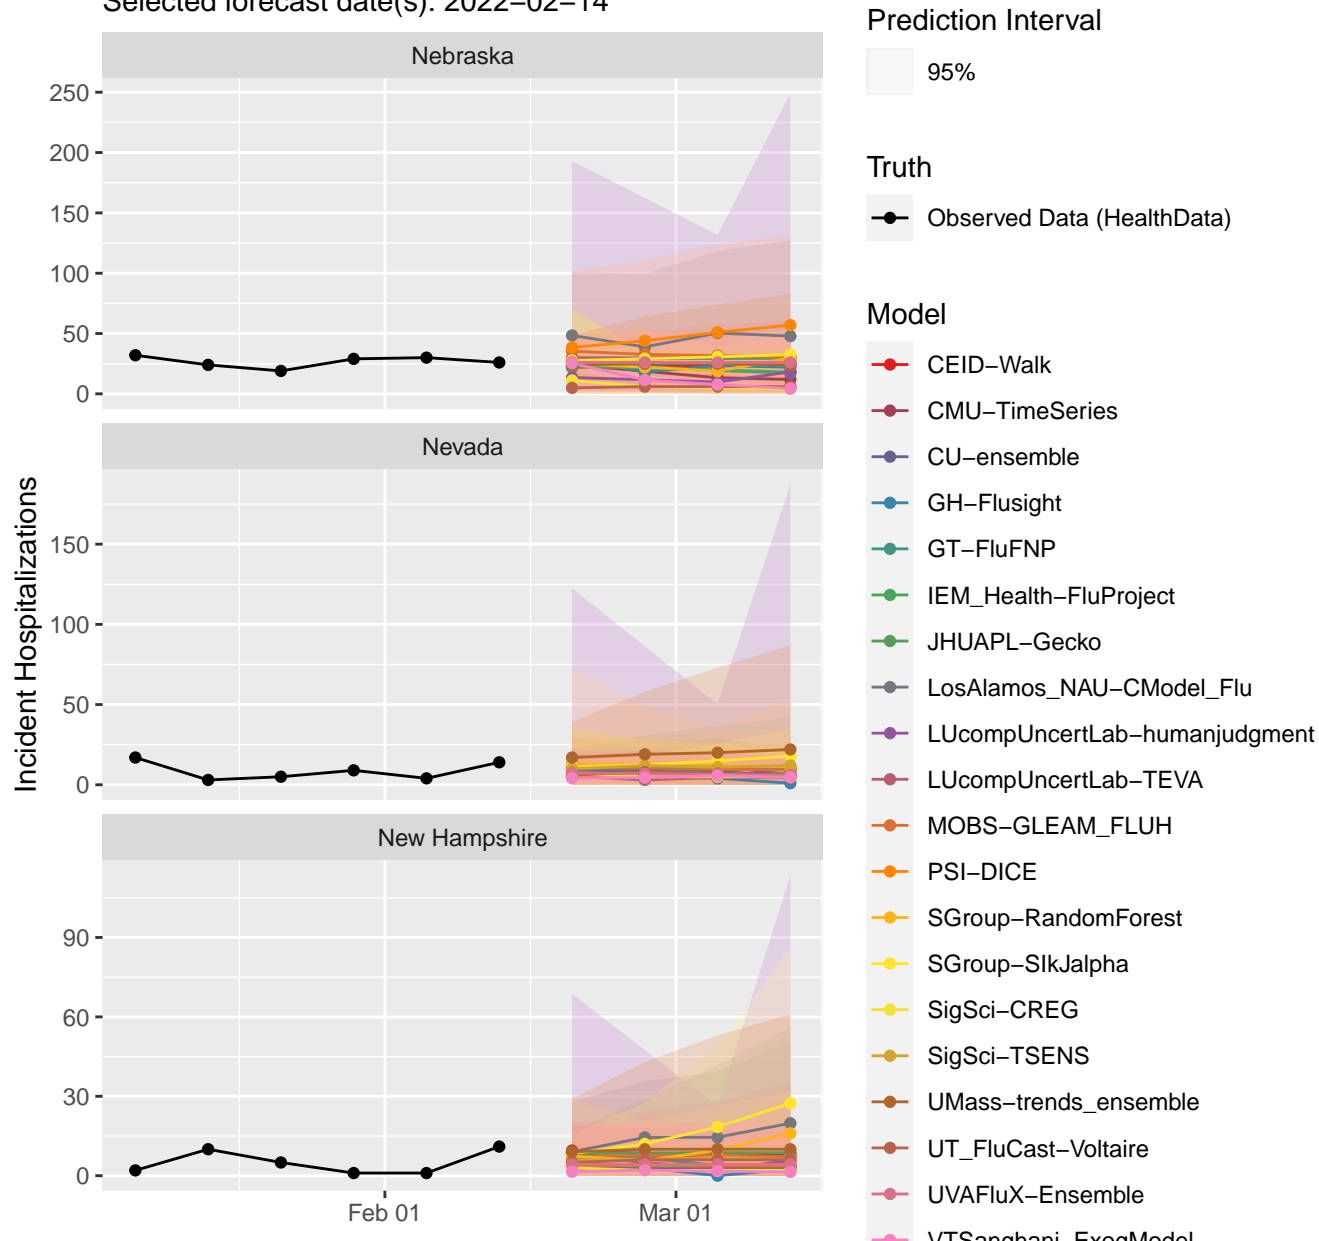 Selected forecast date(s): 2022−02−14
Nebraska
250
200
150
100
50
0
Nevada
150
100
50
0
New Hampshire
90
60
30
0
Feb 01
Mar 01
Incident Hospitalizations
Prediction Interval
95%
Truth
Observed Data (HealthData)
Model
CEID−Walk
CMU−TimeSeries
CU−ensemble
GH−Flusight
GT−FluFNP
IEM_Health−FluProject
JHUAPL−Gecko
LosAlamos_NAU−CModel_Flu
LUcompUncertLab−humanjudgment
LUcompUncertLab−TEVA
MOBS−GLEAM_FLUH
PSI−DICE
SGroup−RandomForest
SGroup−SIkJalpha
SigSci−CREG
SigSci−TSENS
UMass−trends_ensemble
UT_FluCast−Voltaire
UVAFluX−Ensemble
VTSanghani−ExogModel